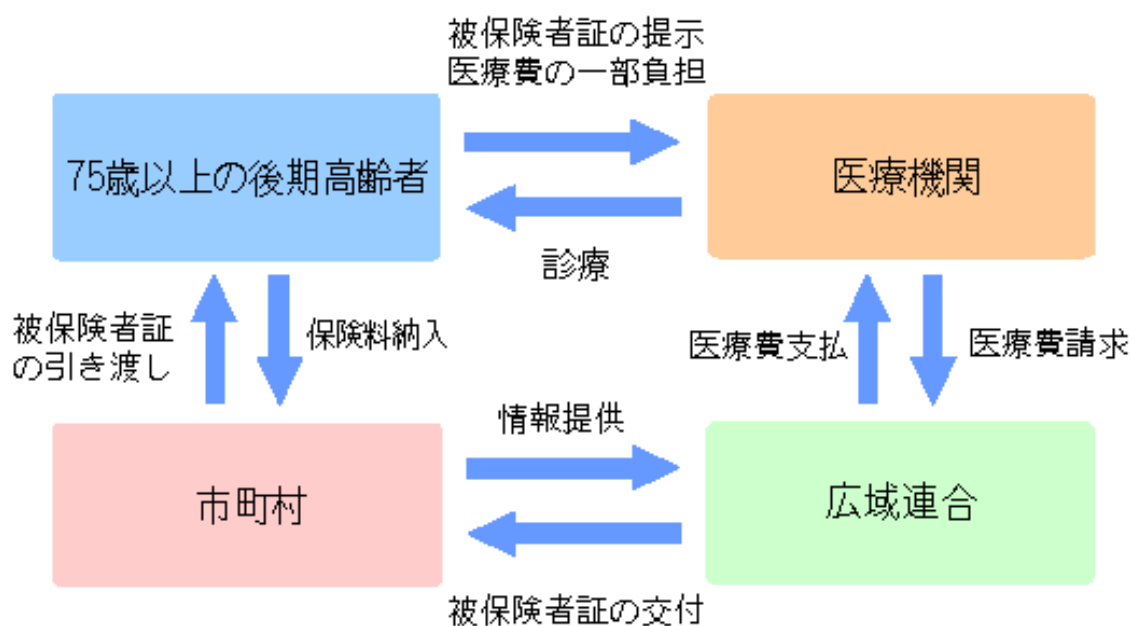 被保険者証の提示
医療費の一部負担
75歳以上の後期高齢者
医療機関
診療
被保険者証
の引き渡し
保険料納入
医療費支払
医療費請求
情報提供
市町村
広域連合
被保険者証の交付